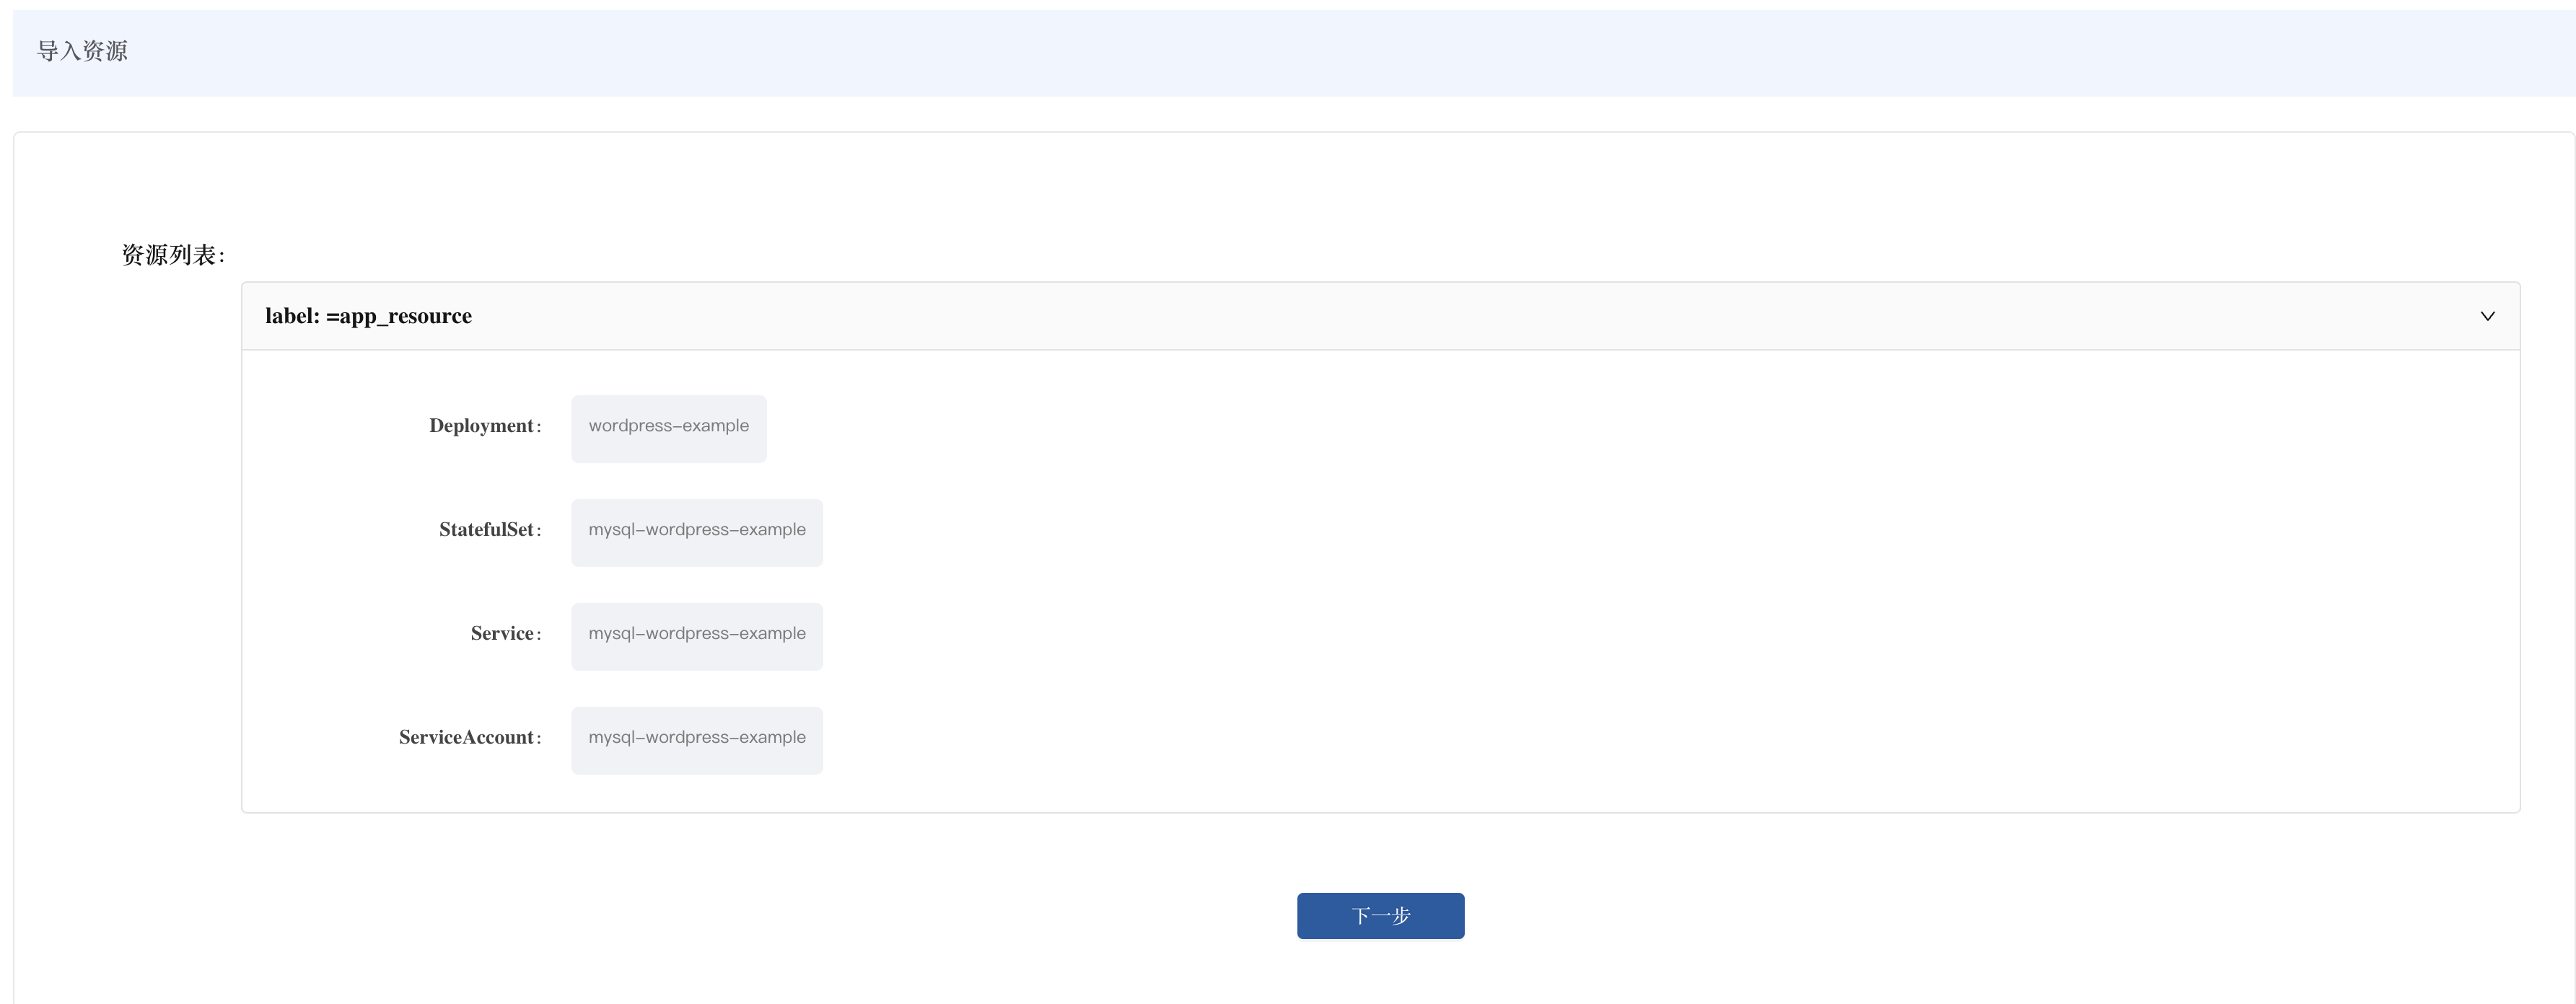 导入资源
资源列表：
label: =app_resource
Deployment： wordpress-example
StatefulSet： mysql-wordpress-example
Service： mysql-wordpress-example
ServiceAccount： mysql-wordpress-example
下一步